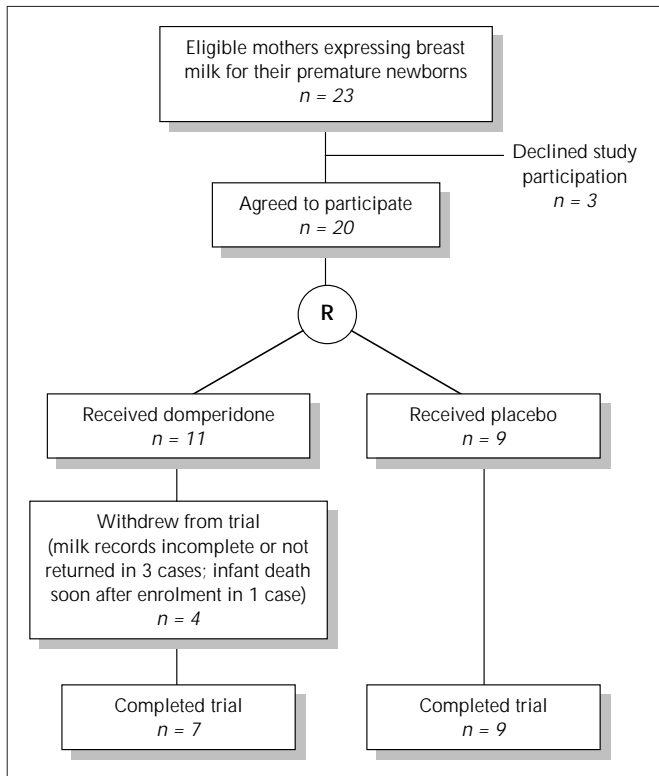 Eligible mothers expressing breast
milk for their premature newborns
n = 23
Declined study
participation
n = 3
Agreed to participate
n = 20
R
Received domperidone
n = 11
Received placebo
n = 9
Withdrew from trial
(milk records incomplete or not
returned in 3 cases; infant death
soon after enrolment in 1 case)
n = 4
Completed trial
n = 7
Completed trial
n = 9